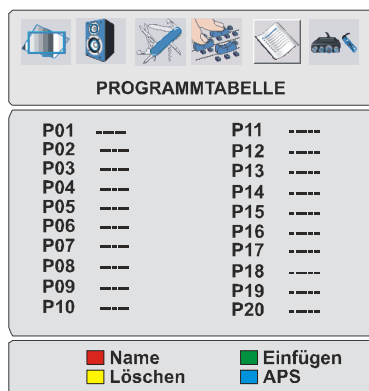 PROGRAMMTABELLE
P01 ----
P02 ----
P03 ----
P04 ----
P05 ----
P06 ----
P07 ----
P08 ----
P09 ----
P10 ----
P11 ----
P12 ----
P13 ----
P14 ----
P15 ----
P16 ----
P17 ----
P18 ----
P19 ----
P20 ----
Name
Einfügen
Löschen
APS